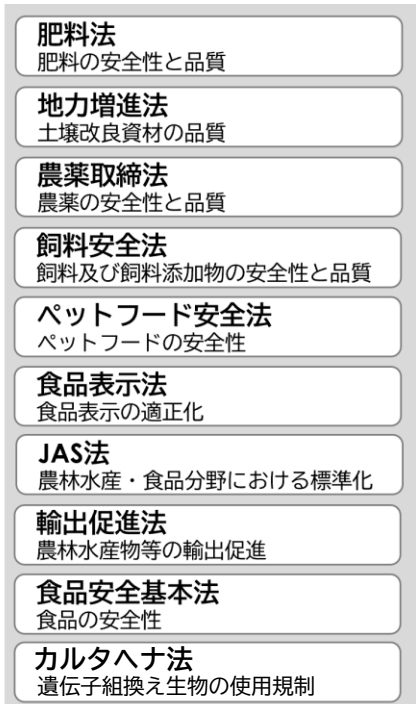 肥料法
肥料の安全性と品質
地力増進法
土壌改良資材の品質
農薬取締法
農薬の安全性と品質
飼料安全法
飼料及び飼料添加物の安全性と品質
ペットフード安全法
ペットフードの安全性
食品表示法
食品表示の適正化
JAS法
農林水産・食品分野における標準化
輸出促進法
農林水産物等の輸出促進
食品安全基本法
食品の安全性
カルタヘナ法
遺伝子組換え生物の使用規制